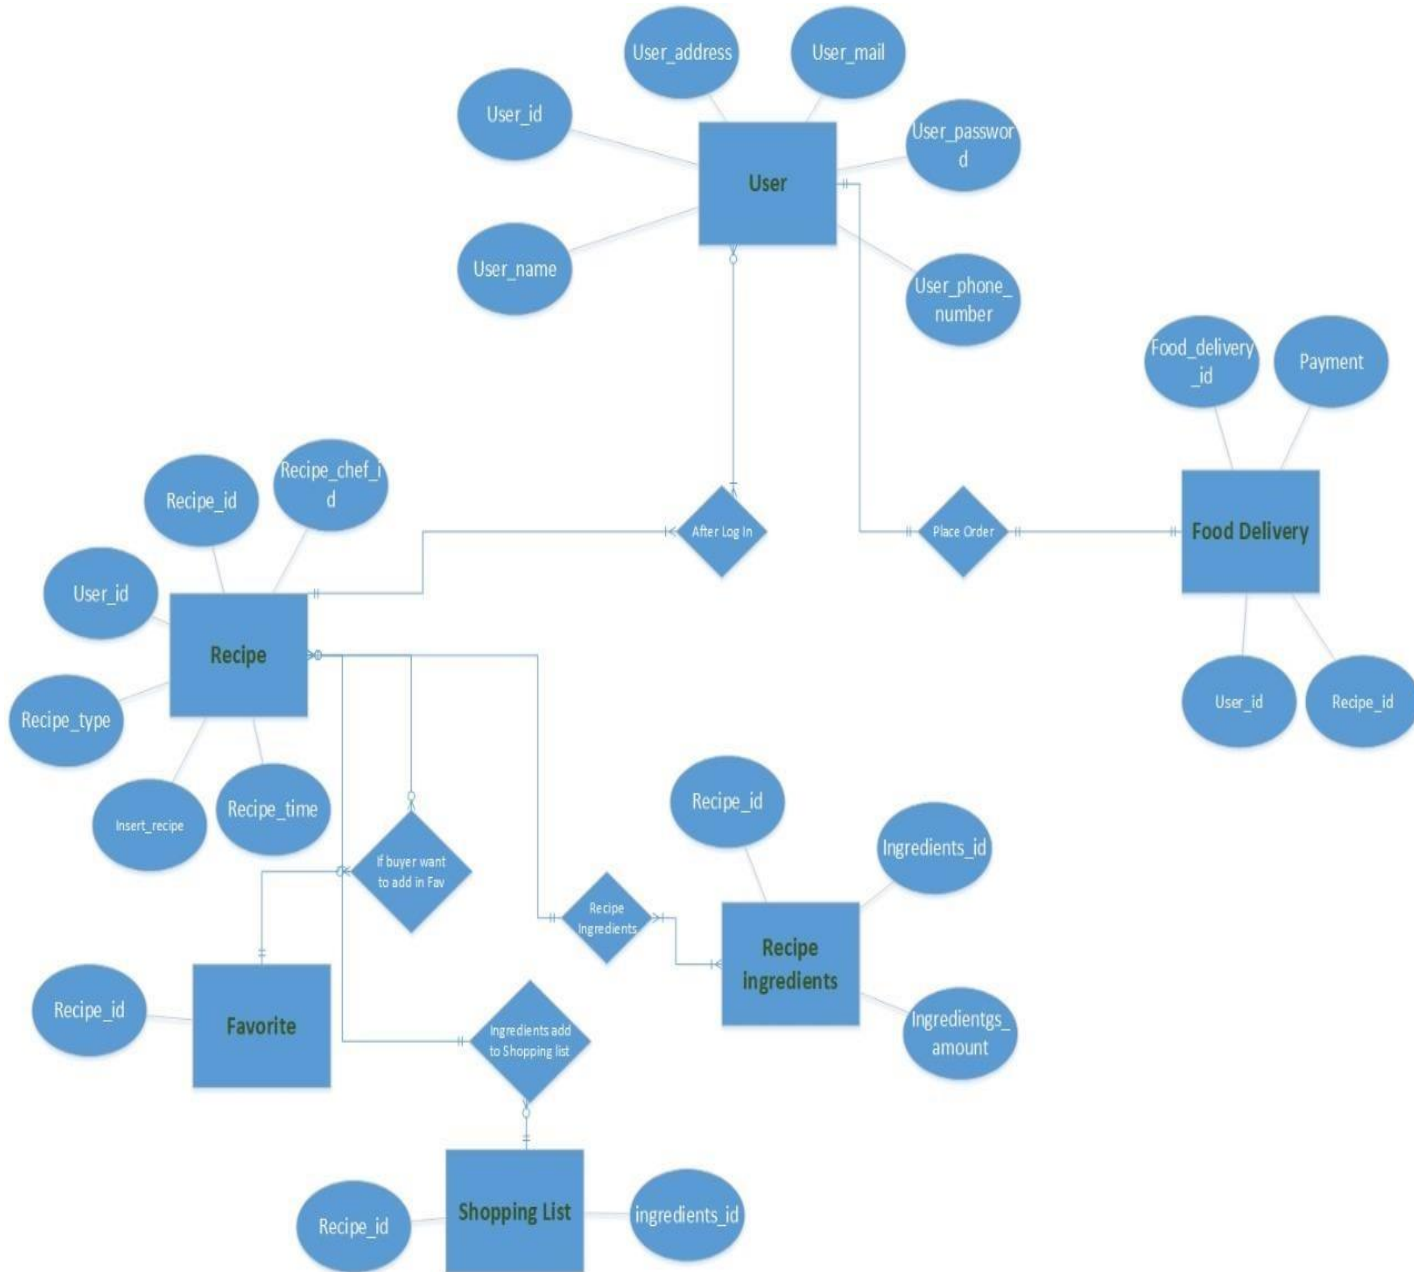 User_address
User_mail
User_id
User_passwor
d
User
User_name
User_phone_
number
Food_delivery
_id
Payment
Recipe_chef_i
d
Recipe_id
After Log In
Place Order
Food Delivery
User_id
Recipe
User_id
Recipe_id
Recipe_type
Insert_recipe
Recipe_time
Recipe_id
Ingredients_id
If buyer want
to add in Fav
Recipe
Ingredients
Recipe
ingredients
Recipe_id
Favorite
Ingredients add
to Shopping list
Ingredientgs_
amount
Recipe_id
Shopping List
ingredients_id